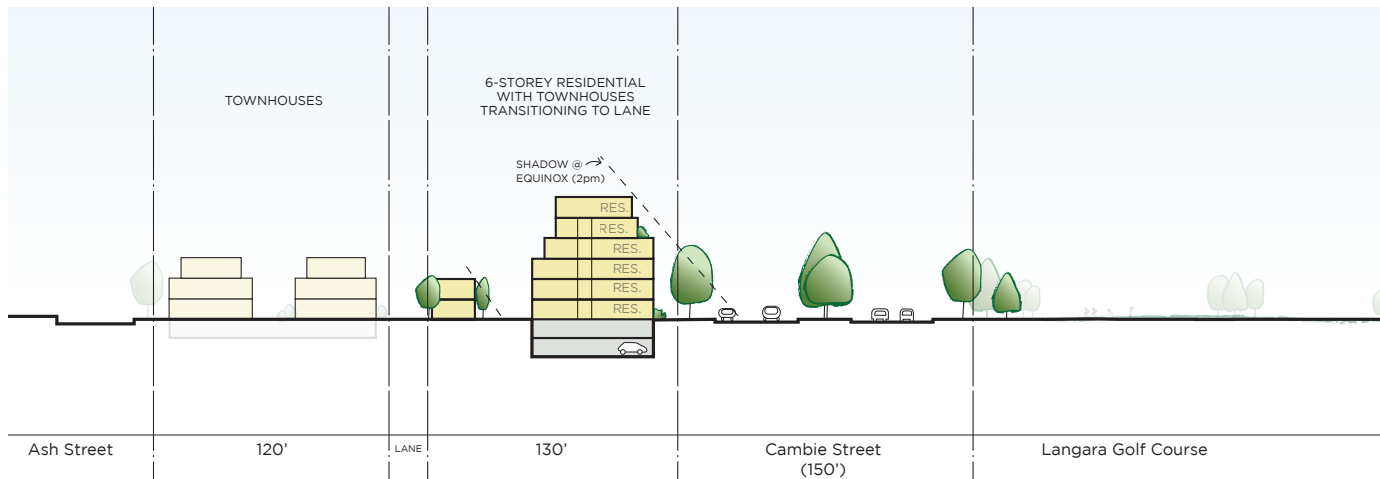 TOWNHOUSES
6-STOREY RESIDENTIAL
WITH TOWNHOUSES
TRANSITIONING TO LANE
SHADOW @
EQUINOX (2pm)
RES.
RES.
RES.
RES.
RES.
RES.
Ash Street
120'
LANE
130'
Cambie Street
(150')
Langara Golf Course